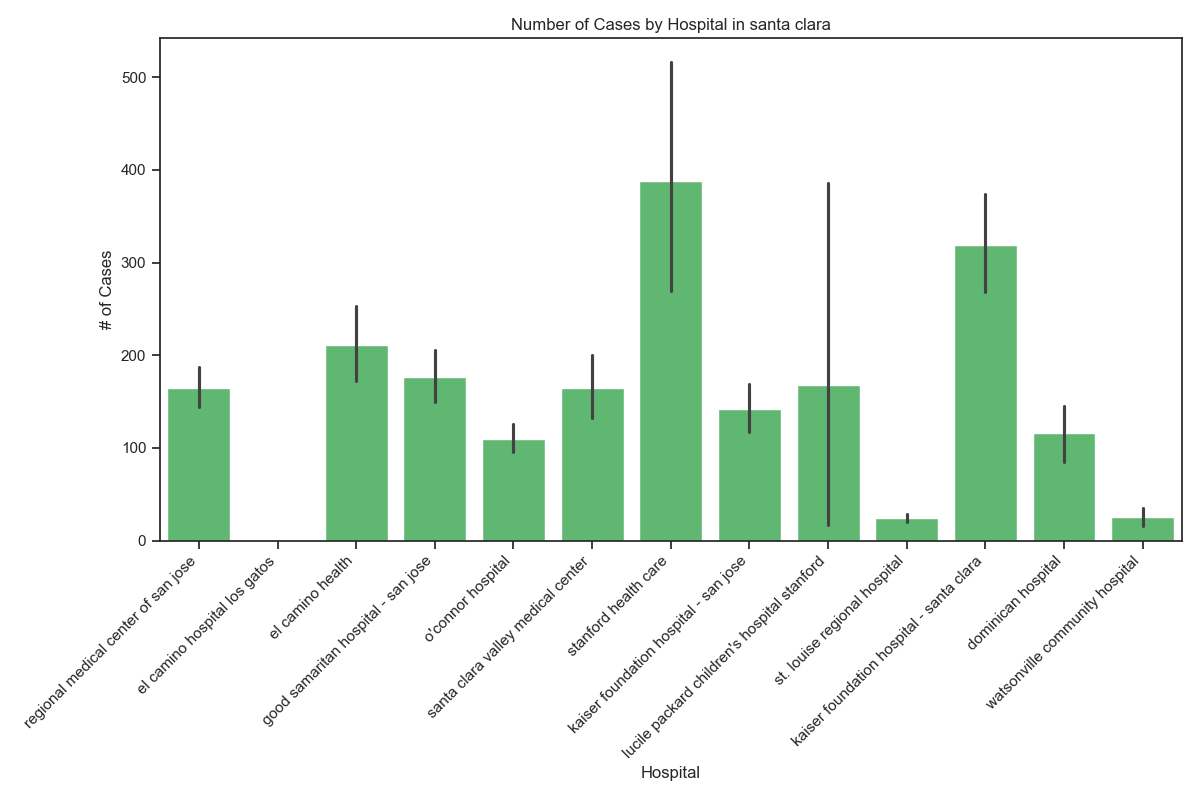 Number of Cases by Hospital in santa clara
# of Cases
500
400
300
200
100
0
regional medical center of san jose
el camino hospital los gatos
el camino health
good samaritan hospital - san jose
o'connor hospital
santa clara valley medical center
stanford health care
kaiser foundation hospital - san jose
lucile packard children's hospital stanford
st. louise regional hospital
kaiser foundation hospital - santa clara
dominican hospital
watsonville community hospital
Hospital